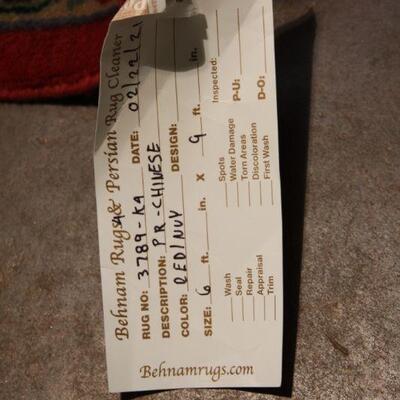 Behnam Rugs & Persian Rug Cleaner
RUG NO: 3789-K9 DATE: 02/22/21
DESCRIPTION: PR-CHINESE
COLOR: RED/NVY DESIGN:
SIZE: 6 ft. in. X 9 ft. in.
Inspected:
Wash Spots P-U:
Seal Water Damage
Repair Torn Areas D-O:
Appraisal Discoloration
Trim First Wash
Behnamrugs.com